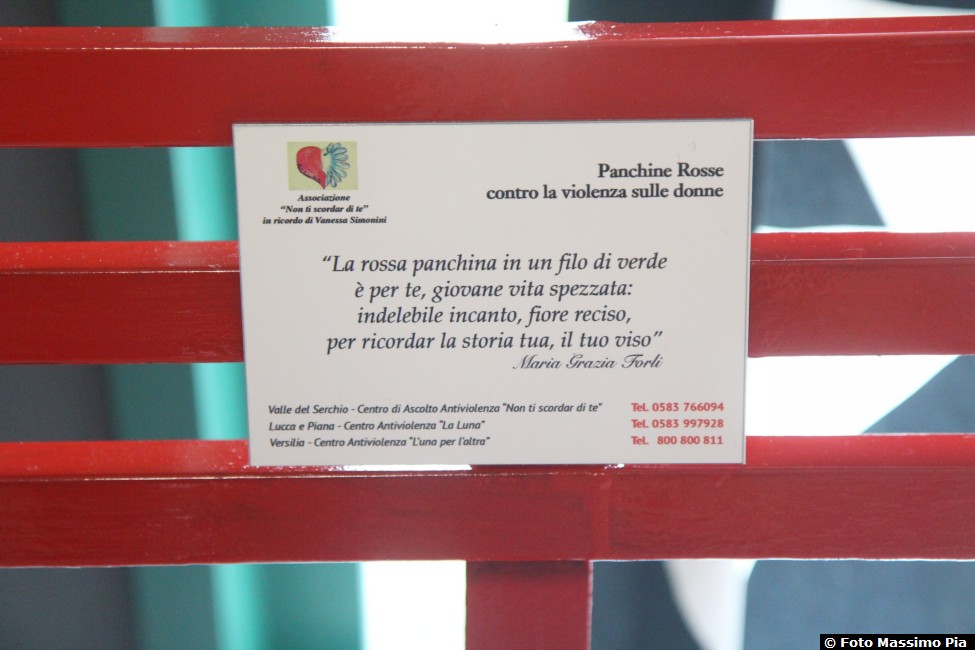 Associazione
"Non ti scordar di te"
in ricordo di Vanessa Simonini
Panchine Rosse
contro la violenza sulle donne
“La rossa panchina in un filo di verde
è per te, giovane vita spezzata:
indelebile incanto, fiore reciso,
per ricordar la storia tua, il tuo viso”
Maria Grazia Forli
Valle del Serchio - Centro di Ascolto Antiviolenza "Non ti scordar di te" Tel. 0583 766094
Lucca e Piana - Centro Antiviolenza "La Luna" Tel. 0583 997928
Versilia - Centro Antiviolenza "L'una per l'altra" Tel. 800 800 811
© Foto Massimo Pia